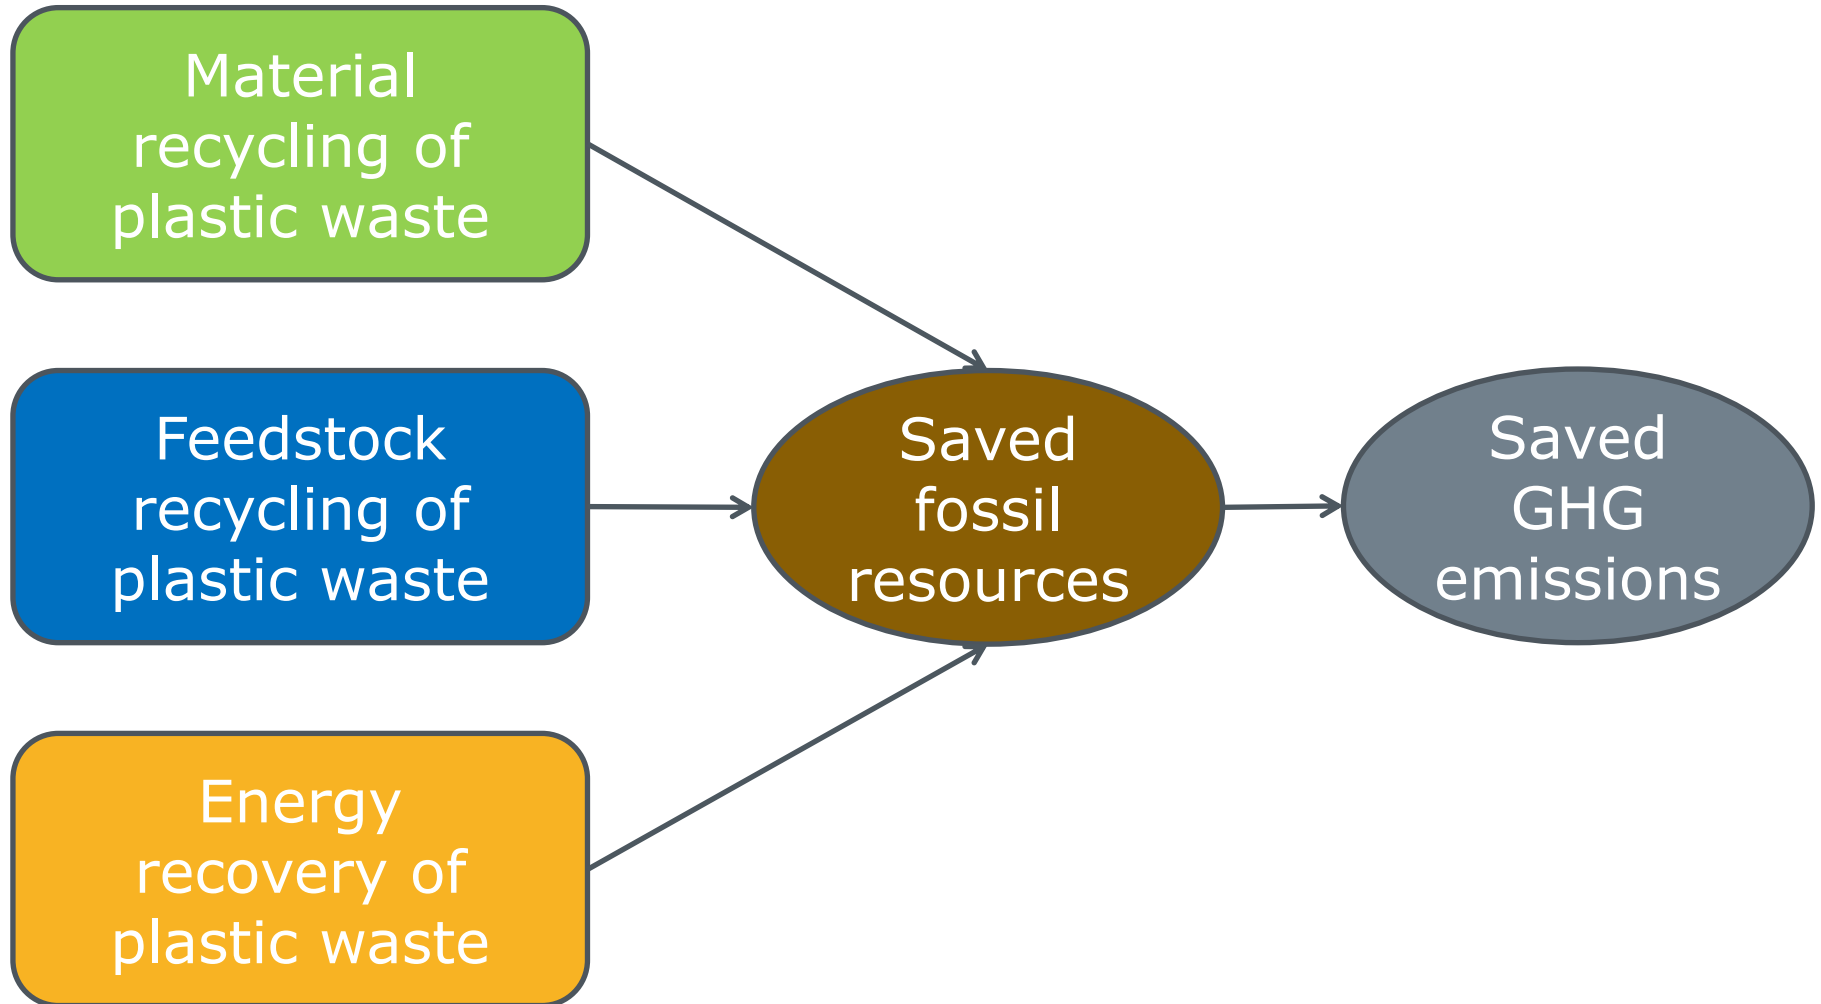 Material
recycling of
plastic waste
Feedstock
recycling of
plastic waste
Energy
recovery of
plastic waste
Saved
fossil
resources
Saved
GHG
emissions